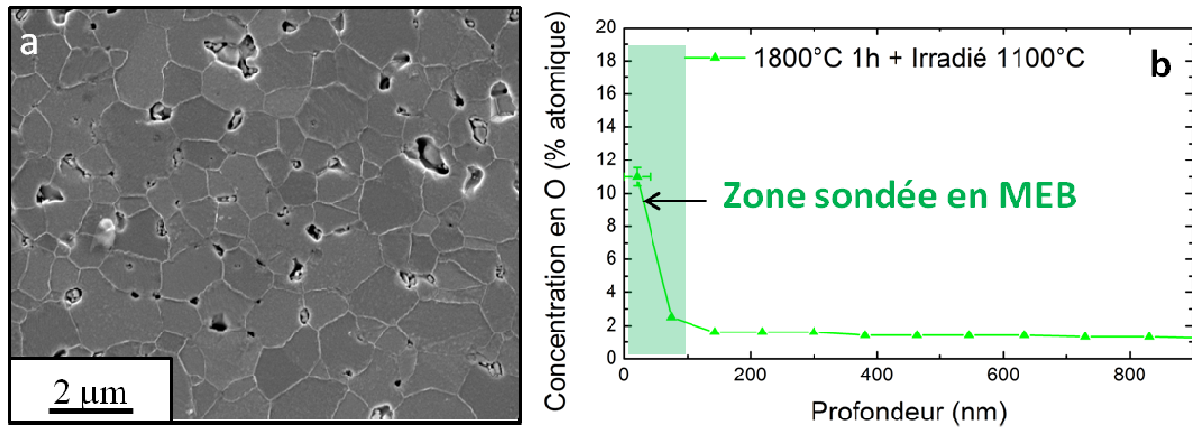 a
2 µm
b
1800°C 1h + Irradié 1100°C
Zone sondée en MEB
Concentration en O (% atomique)
20
18
16
14
12
10
8
6
4
2
0
0
200
400
600
800
Profondeur (nm)